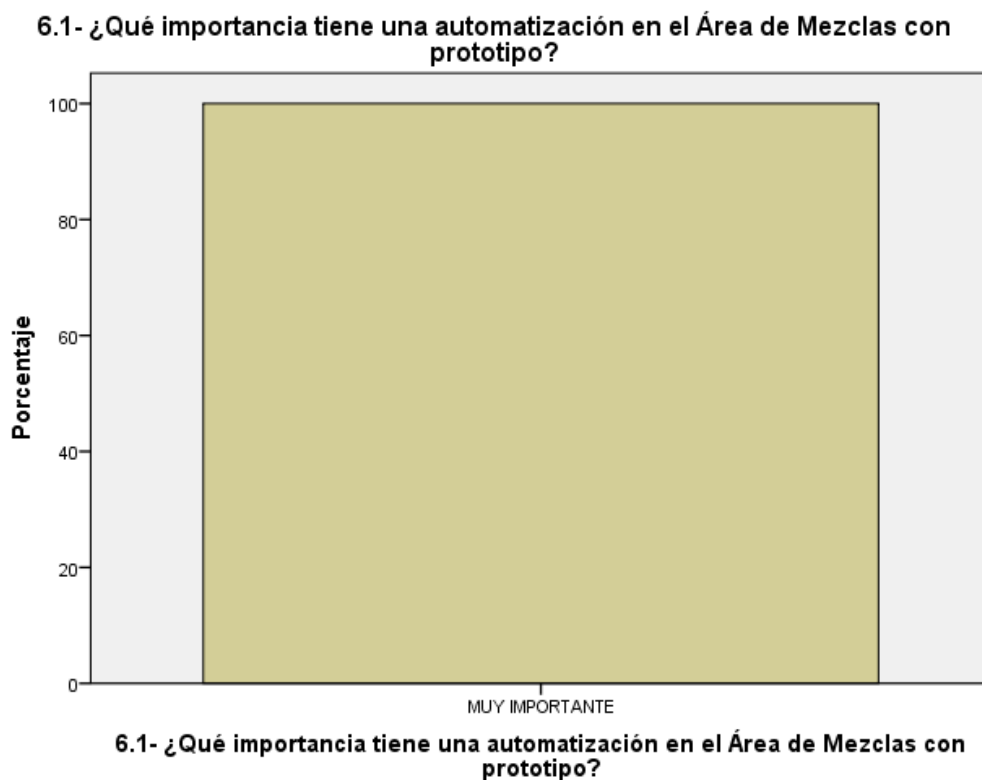 6.1- ¿Qué importancia tiene una automatización en el Área de Mezclas con
prototipo?
Porcentaje
100
80
60
40
20
0
MUY IMPORTANTE
6.1- ¿Qué importancia tiene una automatización en el Área de Mezclas con
prototipo?